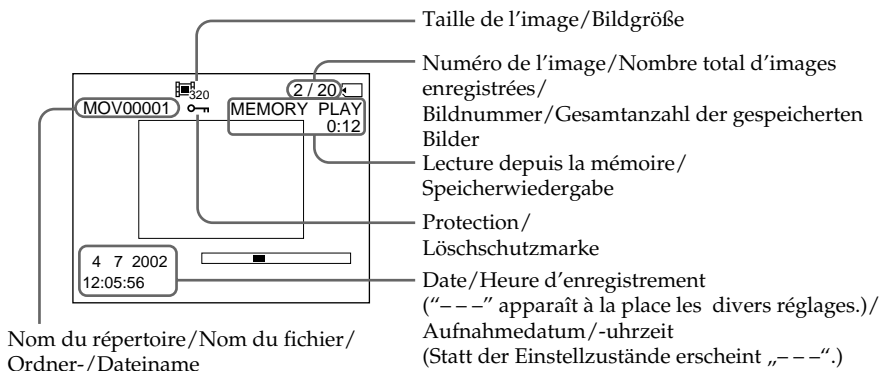 Taille de l’image/Bildgröße
Numéro de l’image/Nombre total d’images
enregistrées/
Bildnummer/Gesamtanzahl der gespeicherten
Bilder
Lecture depuis la mémoire/
Speicherwiedergabe
Protection/
Löschschutzmarke
Date/Heure d’enregistrement
(“– – –” apparaît à la place les divers réglages.)/
Aufnahmedatum/-uhrzeit
(Statt der Einstellzustände erscheint „– – –“.)
320
2 / 20
MOV00001
MEMORY PLAY
0:12
4 7 2002
12:05:56
Nom du répertoire/Nom du fichier/
Ordner-/Dateiname